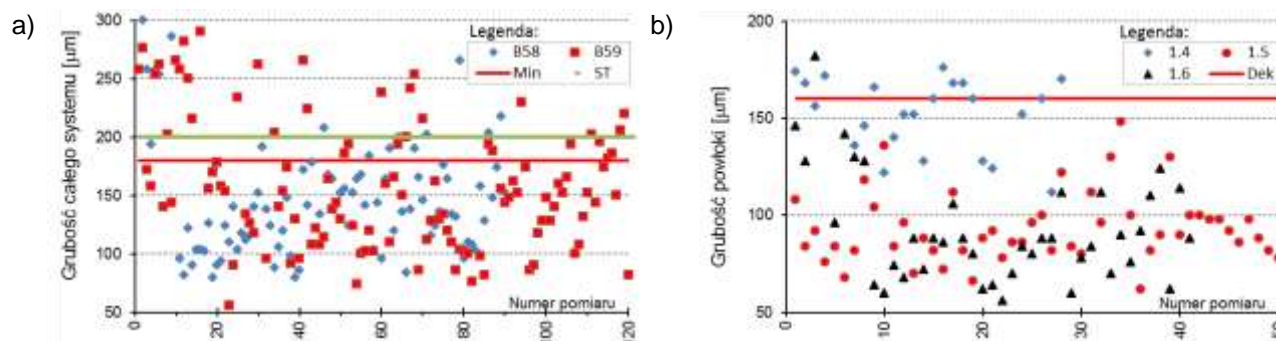 a)
Grubość całego systemu [μm]
300
250
200
150
100
50
Legenda:
B58 B59
Min ST
Numer pomiaru
0 20 40 60 80 100 120
b)
Grubość powłoki [μm]
200
150
100
50
Legenda:
1.4 1.5
1.6 Dek
Numer pomiaru
0 10 20 30 40 50